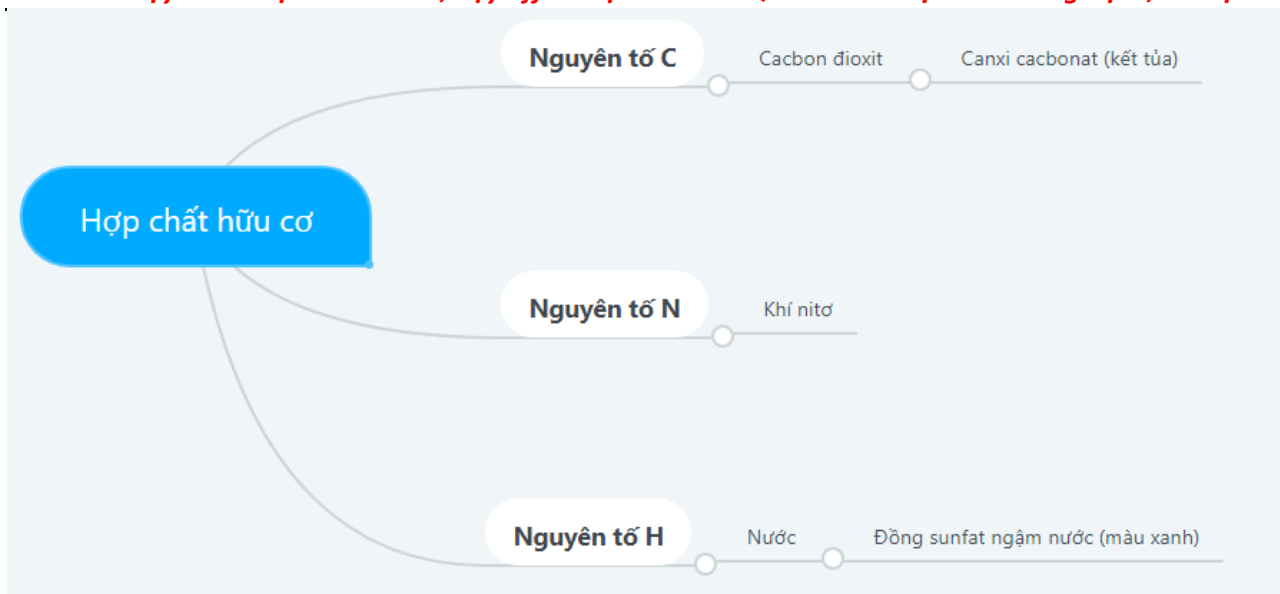 Nguyên tố C
Cacbon đioxit
Canxi cacbonat (kết tủa)
Hợp chất hữu cơ
Nguyên tố N
Khí nitơ
Nguyên tố H
Nước
Đồng sunfat ngậm nước (màu xanh)